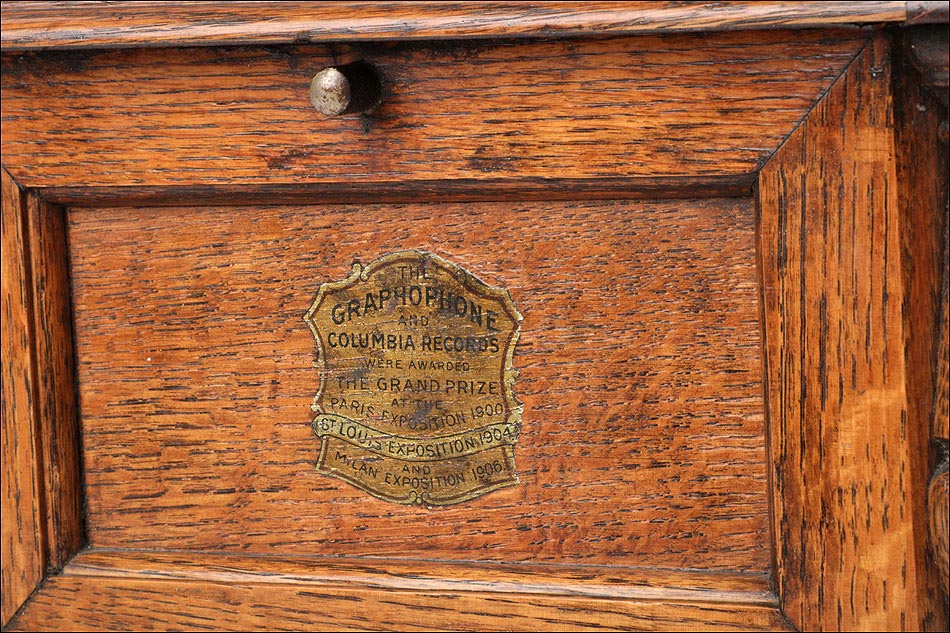 THE
GRAPHOPHONE
AND
COLUMBIA RECORDS
WERE AWARDED
THE GRAND PRIZE
AT THE
PARIS EXPOSITION 1900
ST LOUIS EXPOSITION 1904
AND
MILAN EXPOSITION 1906.